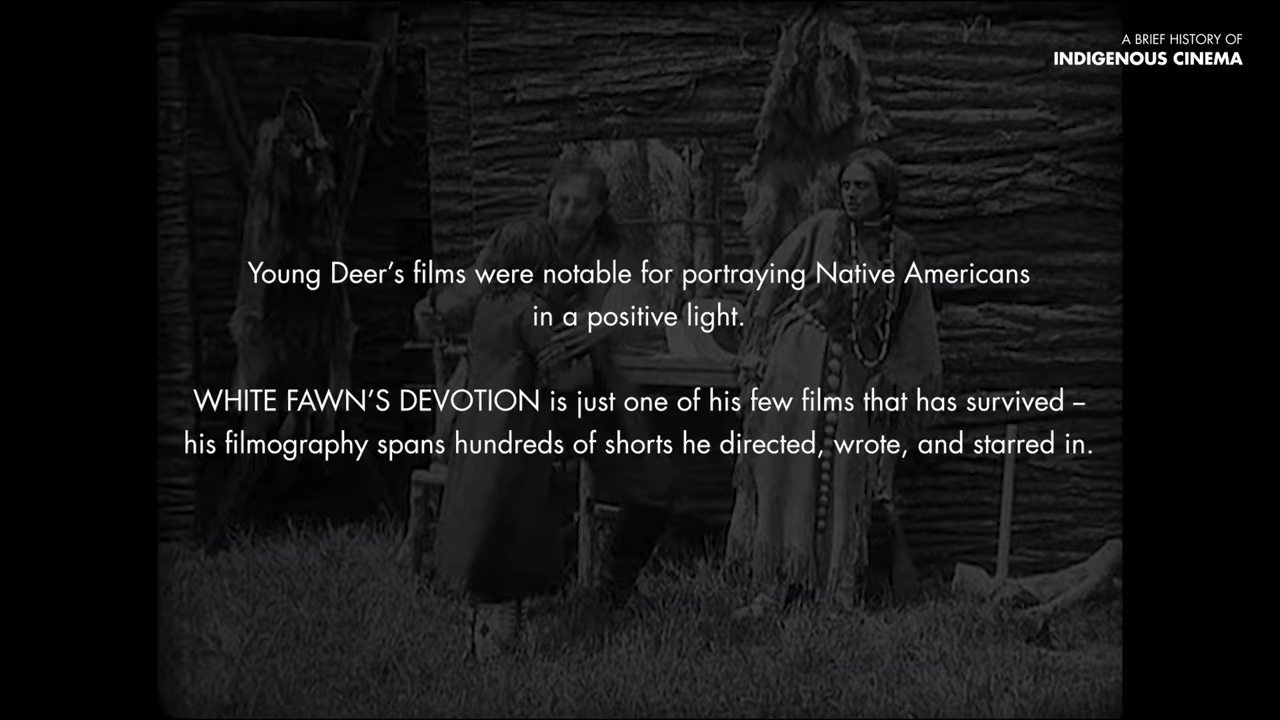 A BRIEF HISTORY OF
INDIGENOUS CINEMA
Young Deer’s films were notable for portraying Native Americans
in a positive light.
WHITE FAWN’S DEVOTION is just one of his few films that has survived –
his filmography spans hundreds of shorts he directed, wrote, and starred in.